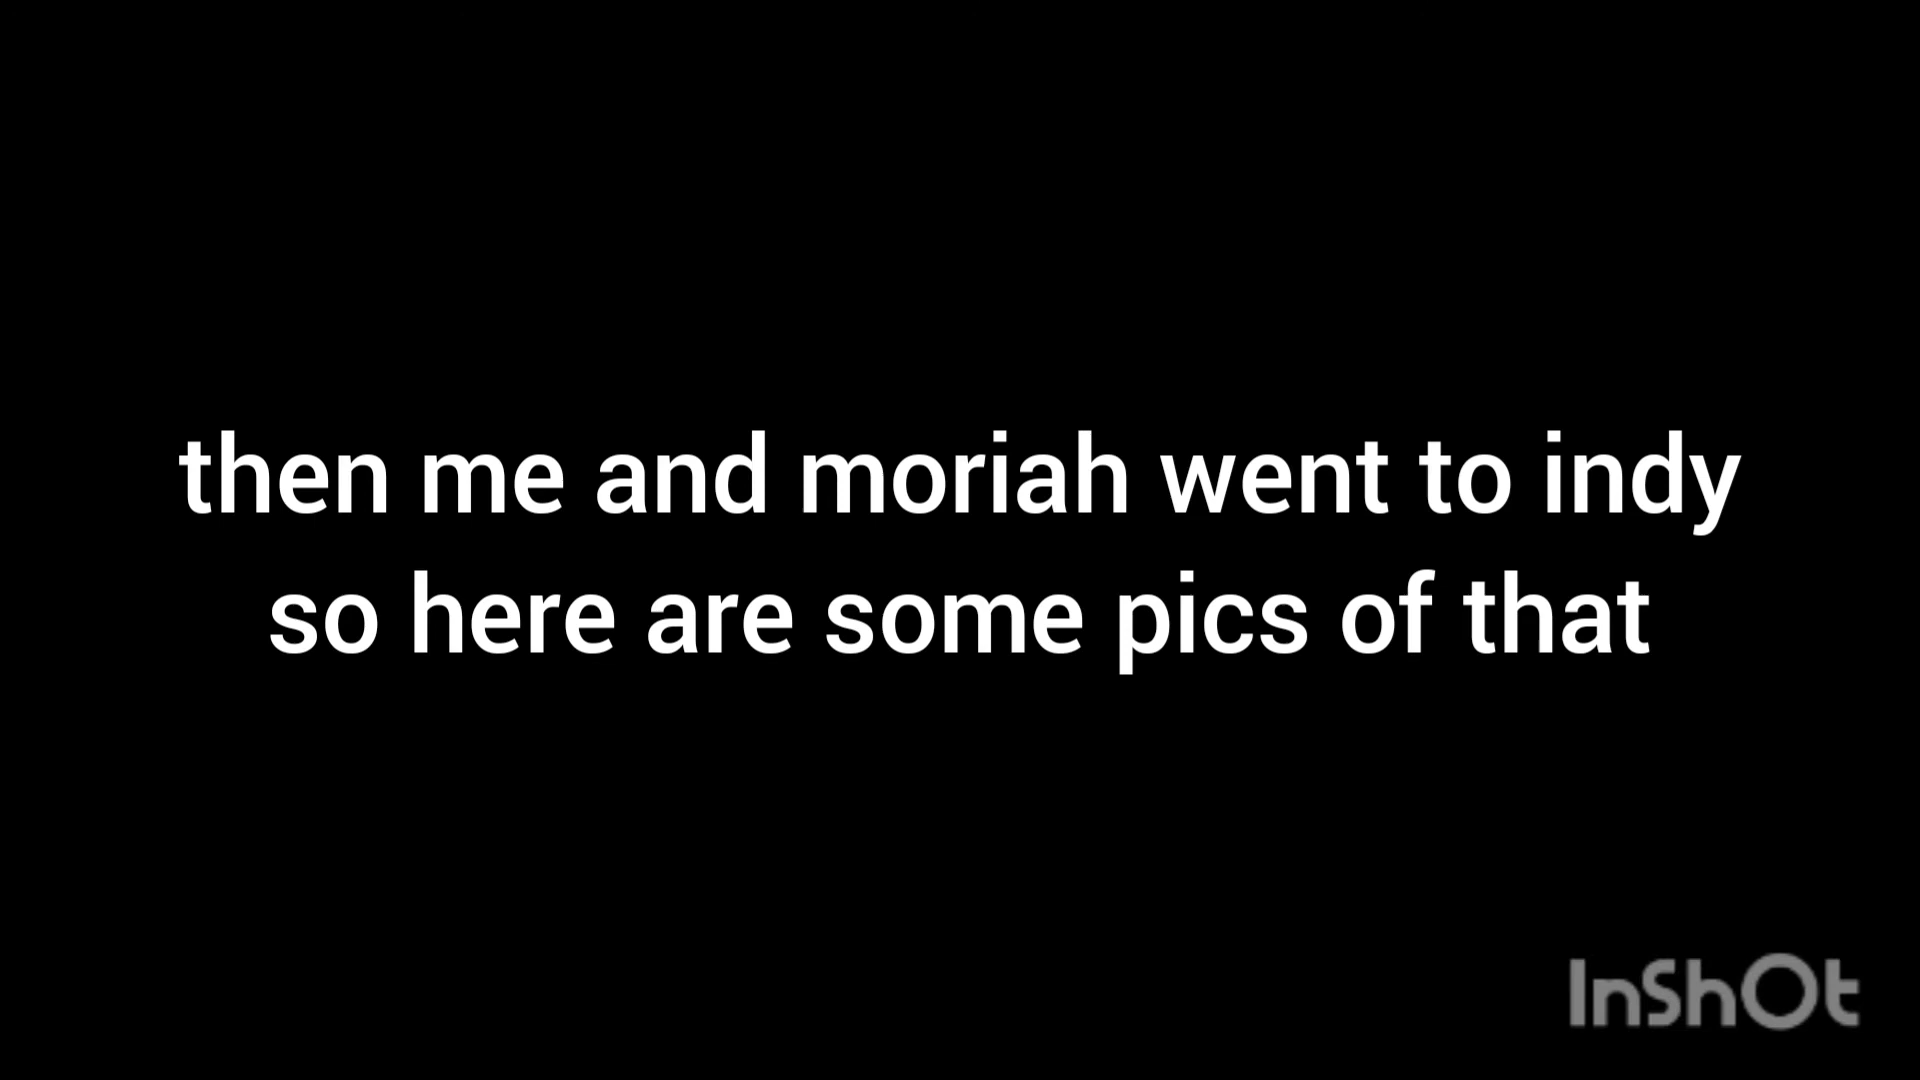 then me and moriah went to indy
so here are some pics of that
InShOt